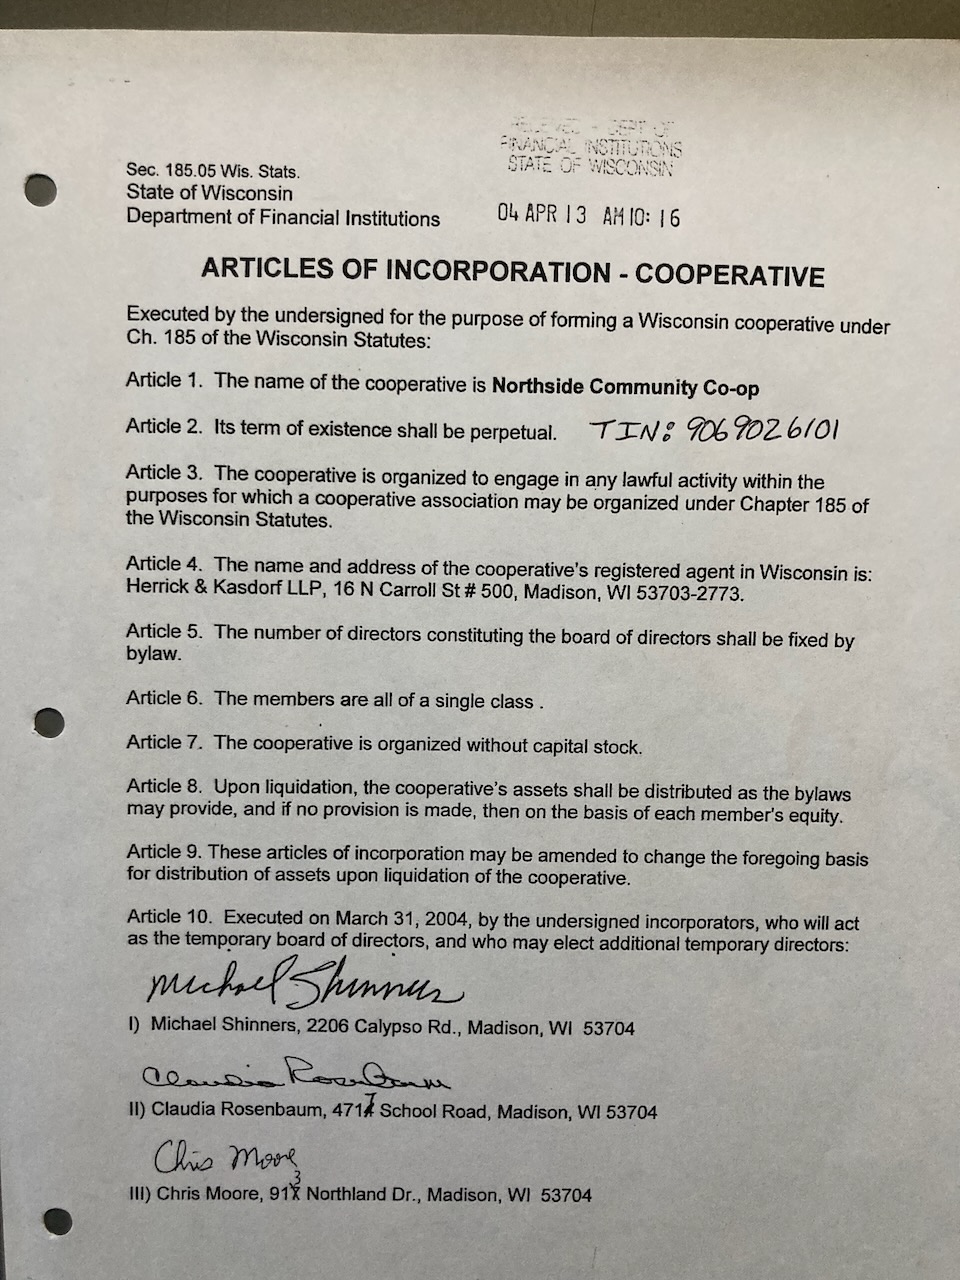 RECEIVED - DEPT OF
FINANCIAL INSTITUTIONS
STATE OF WISCONSIN
Sec. 185.05 Wis. Stats.
State of Wisconsin
Department of Financial Institutions
04 APR 13 AM 10: 16
ARTICLES OF INCORPORATION - COOPERATIVE
Executed by the undersigned for the purpose of forming a Wisconsin cooperative under
Ch. 185 of the Wisconsin Statutes:
Article 1. The name of the cooperative is Northside Community Co-op
Article 2. Its term of existence shall be perpetual. TIN: 9069026101
Article 3. The cooperative is organized to engage in any lawful activity within the
purposes for which a cooperative association may be organized under Chapter 185 of
the Wisconsin Statutes.
Article 4. The name and address of the cooperative's registered agent in Wisconsin is:
Herrick & Kasdorf LLP, 16 N Carroll St # 500, Madison, WI 53703-2773.
Article 5. The number of directors constituting the board of directors shall be fixed by
bylaw.
Article 6. The members are all of a single class .
Article 7. The cooperative is organized without capital stock.
Article 8. Upon liquidation, the cooperative's assets shall be distributed as the bylaws
may provide, and if no provision is made, then on the basis of each member's equity.
Article 9. These articles of incorporation may be amended to change the foregoing basis
for distribution of assets upon liquidation of the cooperative.
Article 10. Executed on March 31, 2004, by the undersigned incorporators, who will act
as the temporary board of directors, and who may elect additional temporary directors:
Michael Shinners
I) Michael Shinners, 2206 Calypso Rd., Madison, WI 53704
Claudia Rosenbaum
II) Claudia Rosenbaum, 4717 School Road, Madison, WI 53704
Chris Moore
III) Chris Moore, 913 Northland Dr., Madison, WI 53704